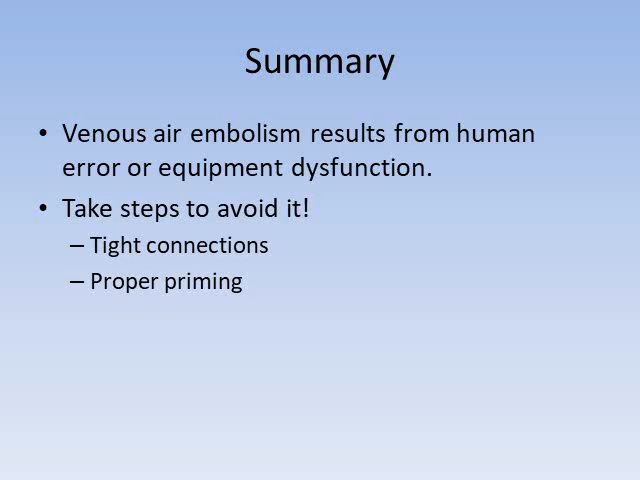 Summary
• Venous air embolism results from human
error or equipment dysfunction.
• Take steps to avoid it!
– Tight connections
– Proper priming